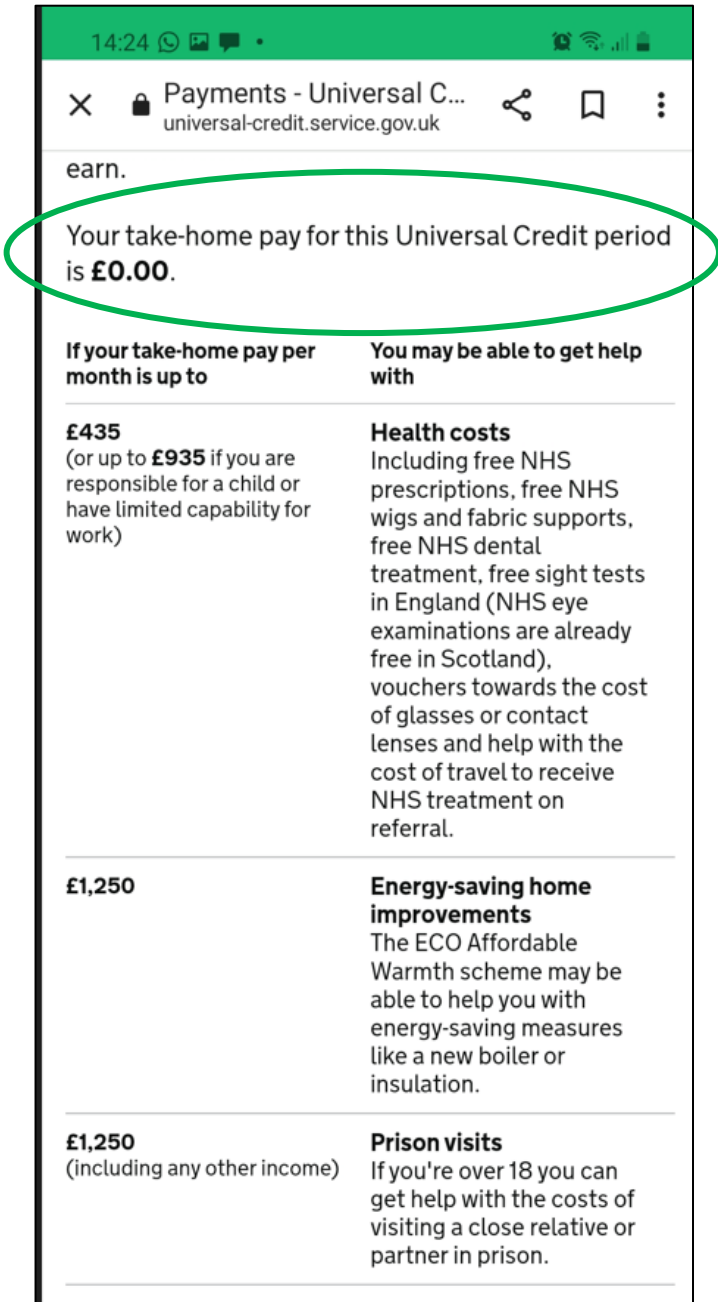 14:24
Payments - Universal C...
universal-credit.service.gov.uk
earn.
Your take-home pay for this Universal Credit period
is £0.00.
If your take-home pay per
month is up to
You may be able to get help
with
£435
(or up to £935 if you are
responsible for a child or
have limited capability for
work)
Health costs
Including free NHS
prescriptions, free NHS
wigs and fabric supports,
free NHS dental
treatment, free sight tests
in England (NHS eye
examinations are already
free in Scotland),
vouchers towards the cost
of glasses or contact
lenses and help with the
cost of travel to receive
NHS treatment on
referral.
£1,250
Energy-saving home
improvements
The ECO Affordable
Warmth scheme may be
able to help you with
energy-saving measures
like a new boiler or
insulation.
£1,250
(including any other income)
Prison visits
If you're over 18 you can
get help with the costs of
visiting a close relative or
partner in prison.